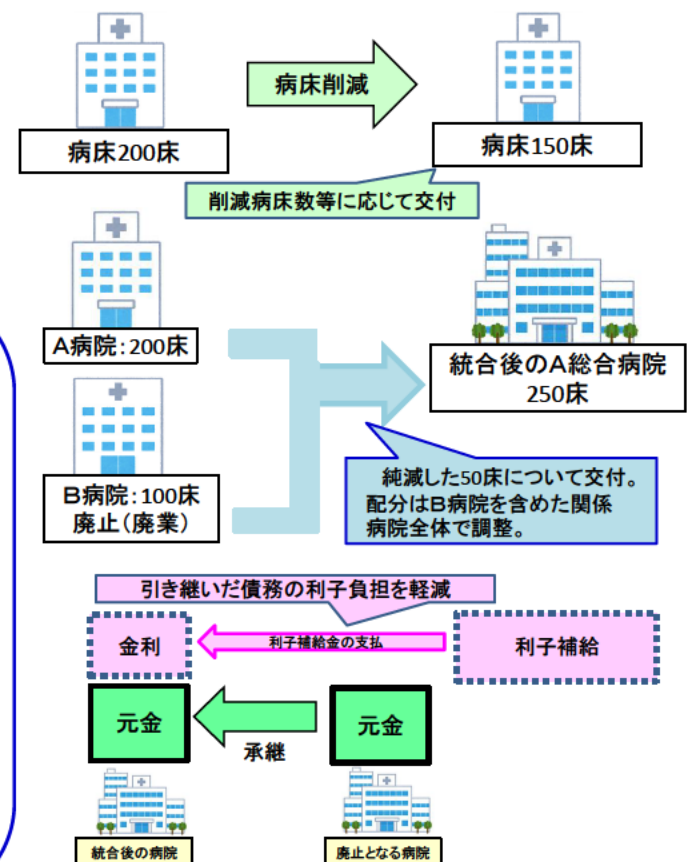 病床削減
病床200床
病床150床
削減病床数等に応じて交付
A病院:200床
統合後のA総合病院
250床
B病院:100床
廃止(廃業)
純減した50床について交付。
配分はB病院を含めた関係
病院全体で調整。
引き継いだ債務の利子負担を軽減
金利
利子補給金の支払
利子補給
元金
承継
元金
統合後の病院
廃止となる病院